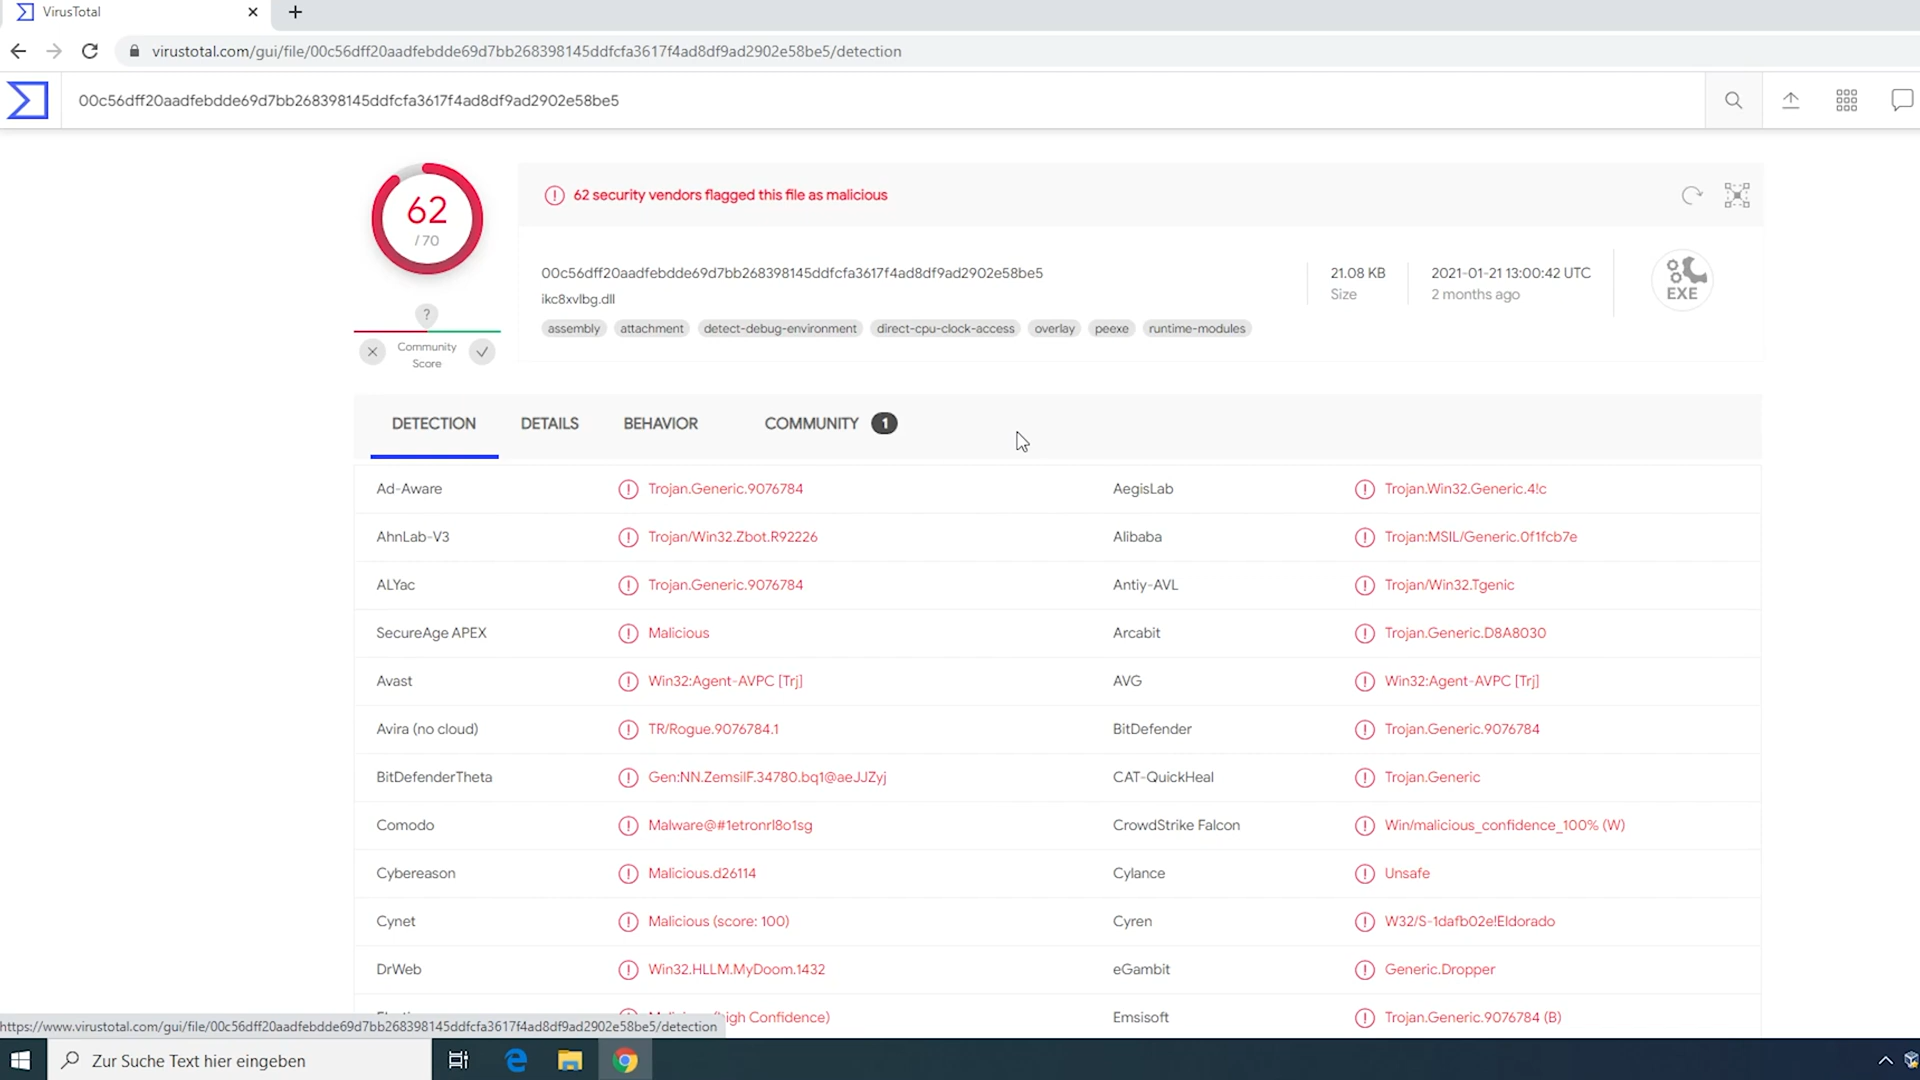 VirusTotal
virustotal.com/gui/file/00c56dff20aadfebdde69d7bb268398145ddfcfa3617f4ad8df9ad2902e58be5/detection
00c56dff20aadfebdde69d7bb268398145ddfcfa3617f4ad8df9ad2902e58be5
62
/ 70
62 security vendors flagged this file as malicious
00c56dff20aadfebdde69d7bb268398145ddfcfa3617f4ad8df9ad2902e58be5
ikc8xvlbg.dll
assembly attachment detect-debug-environment direct-cpu-clock-access overlay peexe runtime-modules
21.08 KB
Size
2021-01-21 13:00:42 UTC
2 months ago
EXE
?
Community
Score
DETECTION DETAILS BEHAVIOR COMMUNITY 1
Ad-Aware Trojan.Generic.9076784 AegisLab Trojan.Win32.Generic.4!c
AhnLab-V3 Trojan/Win32.Zbot.R92226 Alibaba Trojan:MSIL/Generic.0f1fcb7e
ALYac Trojan.Generic.9076784 Antiy-AVL Trojan/Win32.Tgenic
SecureAge APEX Malicious Arcabit Trojan.Generic.D8A8030
Avast Win32:Agent-AVPC [Trj] AVG Win32:Agent-AVPC [Trj]
Avira (no cloud) TR/Rogue.9076784.1 BitDefender Trojan.Generic.9076784
BitDefenderTheta Gen:NN.ZemsilF.34780.bq1@aeJJZyj CAT-QuickHeal Trojan.Generic
Comodo Malware@#1etronrl8o1sg CrowdStrike Falcon Win/malicious_confidence_100% (W)
Cybereason Malicious.d26114 Cylance Unsafe
Cynet Malicious (score: 100) Cyren W32/S-1dafb02e!Eldorado
DrWeb Win32.HLLM.MyDoom.1432 eGambit Generic.Dropper
Confidence) Emsisoft Trojan.Generic.9076784 (B)
https://www.virustotal.com/gui/file/00c56dff20aadfebdde69d7bb268398145ddfcfa3617f4ad8df9ad2902e58be5/detection
Zur Suche Text hier eingeben